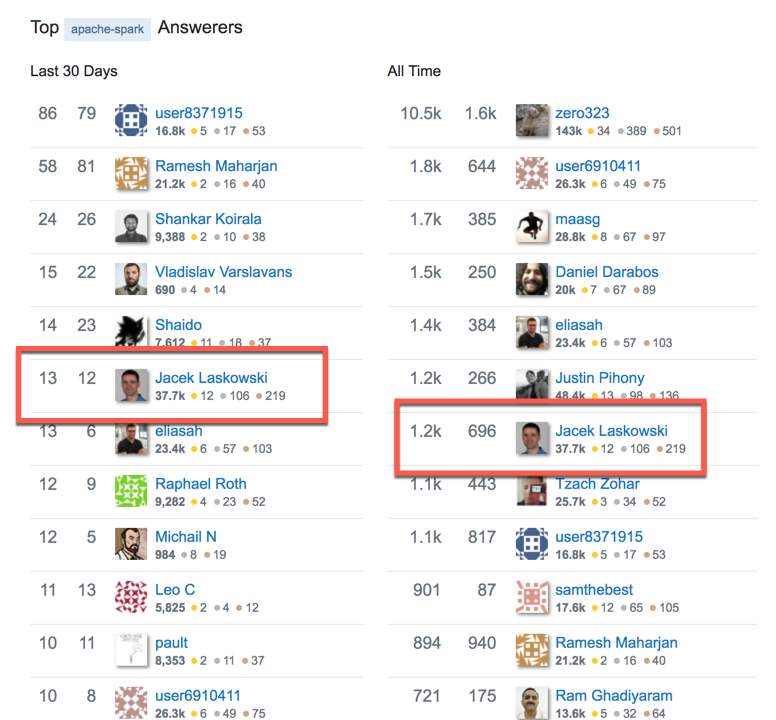 Top apache-spark Answerers
Last 30 Days
86 79 user8371915
16.8k 5 17 53
58 81 Ramesh Maharjan
21.2k 2 16 40
24 26 Shankar Koirala
9,388 2 10 38
15 22 Vladislav Varslavans
690 4 14
14 23 Shaido
7,612 11 18 37
13 12 Jacek Laskowski
37.7k 12 106 219
13 6 eliasah
23.4k 6 57 103
12 9 Raphael Roth
9,282 4 23 52
12 5 Michail N
984 8 19
11 13 Leo C
5,825 2 4 12
10 11 pault
8,353 2 11 37
10 8 user6910411
26.3k 6 49 75
All Time
10.5k 1.6k zero323
143k 34 389 501
1.8k 644 user6910411
26.3k 6 49 75
1.7k 385 maasg
28.8k 8 67 97
1.5k 250 Daniel Darabos
20k 7 67 89
1.4k 384 eliasah
23.4k 6 57 103
1.2k 266 Justin Pihony
48.4k 13 98 136
1.2k 696 Jacek Laskowski
37.7k 12 106 219
1.1k 443 Tzach Zohar
25.7k 3 34 52
1.1k 817 user8371915
16.8k 5 17 53
901 87 samthebest
17.6k 12 65 105
894 940 Ramesh Maharjan
21.2k 2 16 40
721 175 Ram Ghadiyaram
13.6k 5 32 64